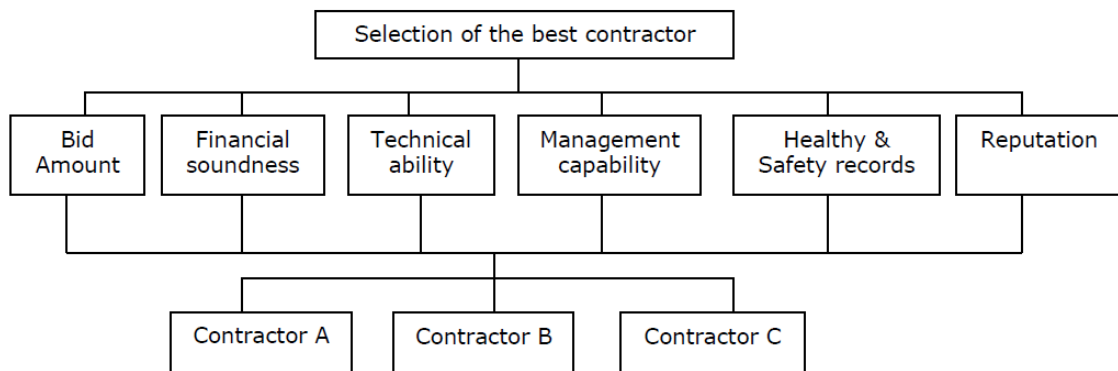 Selection of the best contractor
Bid
Amount
Financial
soundness
Technical
ability
Management
capability
Healthy &
Safety records
Reputation
Contractor A
Contractor B
Contractor C